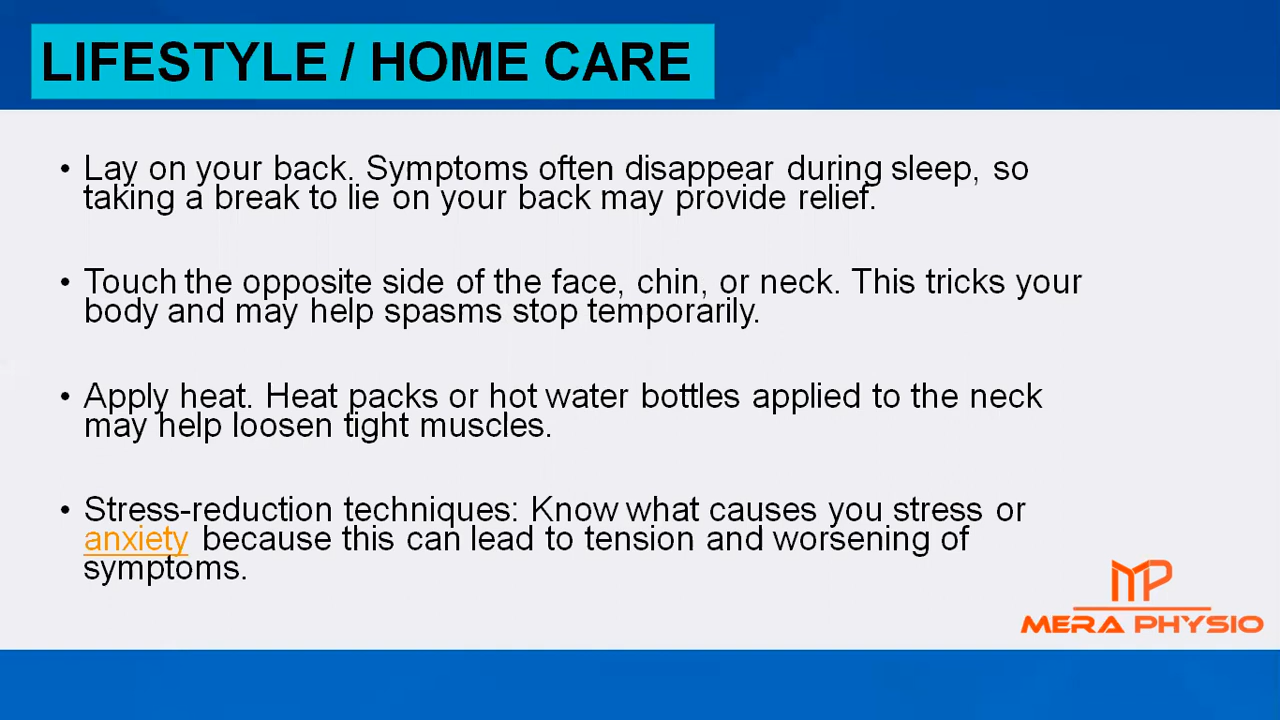 LIFESTYLE / HOME CARE
• Lay on your back. Symptoms often disappear during sleep, so
taking a break to lie on your back may provide relief.
• Touch the opposite side of the face, chin, or neck. This tricks your
body and may help spasms stop temporarily.
• Apply heat. Heat packs or hot water bottles applied to the neck
may help loosen tight muscles.
• Stress-reduction techniques: Know what causes you stress or
anxiety because this can lead to tension and worsening of
symptoms.
MP
MERA PHYSIO